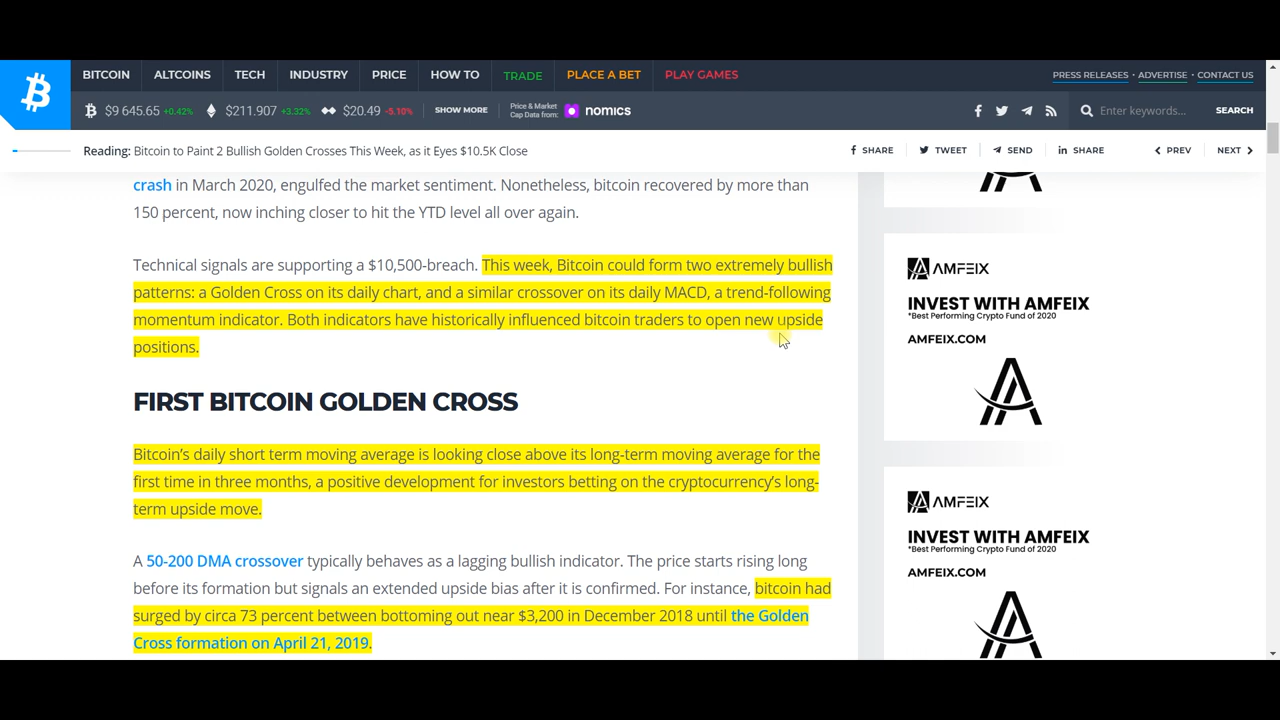 BITCOIN ALTCOINS TECH INDUSTRY PRICE HOW TO TRADE PLACE A BET PLAY GAMES PRESS RELEASES • ADVERTISE • CONTACT US
$9 645.65 +0.42% $211.907 +3.32% $20.49 -5.10% SHOW MORE Price & Market Cap Data from: nomics Enter keywords... SEARCH
Reading: Bitcoin to Paint 2 Bullish Golden Crosses This Week, as it Eyes $10.5K Close SHARE TWEET SEND SHARE PREV NEXT
crash in March 2020, engulfed the market sentiment. Nonetheless, bitcoin recovered by more than
150 percent, now inching closer to hit the YTD level all over again.
Technical signals are supporting a $10,500-breach. This week, Bitcoin could form two extremely bullish
patterns: a Golden Cross on its daily chart, and a similar crossover on its daily MACD, a trend-following
momentum indicator. Both indicators have historically influenced bitcoin traders to open new upside
positions.
FIRST BITCOIN GOLDEN CROSS
Bitcoin's daily short term moving average is looking close above its long-term moving average for the
first time in three months, a positive development for investors betting on the cryptocurrency's long-
term upside move.
A 50-200 DMA crossover typically behaves as a lagging bullish indicator. The price starts rising long
before its formation but signals an extended upside bias after it is confirmed. For instance, bitcoin had
surged by circa 73 percent between bottoming out near $3,200 in December 2018 until the Golden
Cross formation on April 21, 2019.
AMFEIX
INVEST WITH AMFEIX
*Best Performing Crypto Fund of 2020
AMFEIX.COM
AMFEIX
INVEST WITH AMFEIX
*Best Performing Crypto Fund of 2020
AMFEIX.COM